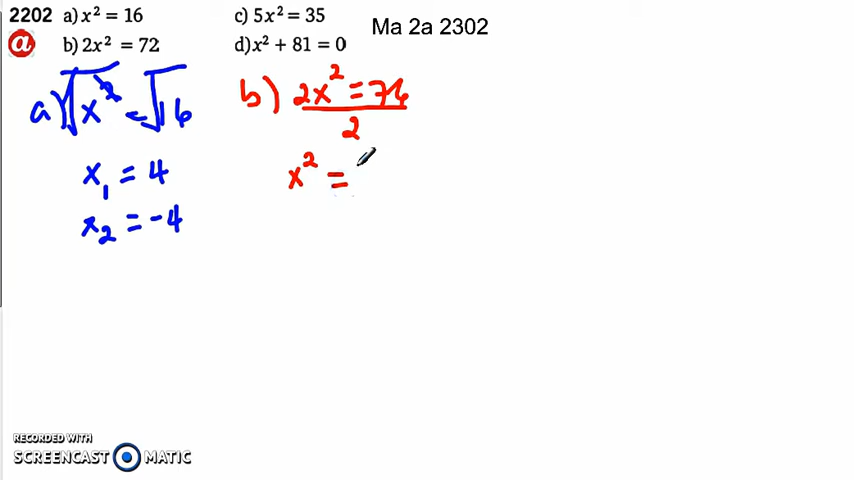 2202 a) x² = 16 c) 5x² = 35 Ma 2a 2302
a b) 2x² = 72 d) x² + 81 = 0
a) √x² = √16 b) 2x² = 74
2
x₁ = 4 x² =
x₂ = -4
RECORDED WITH
SCREENCAST MATIC